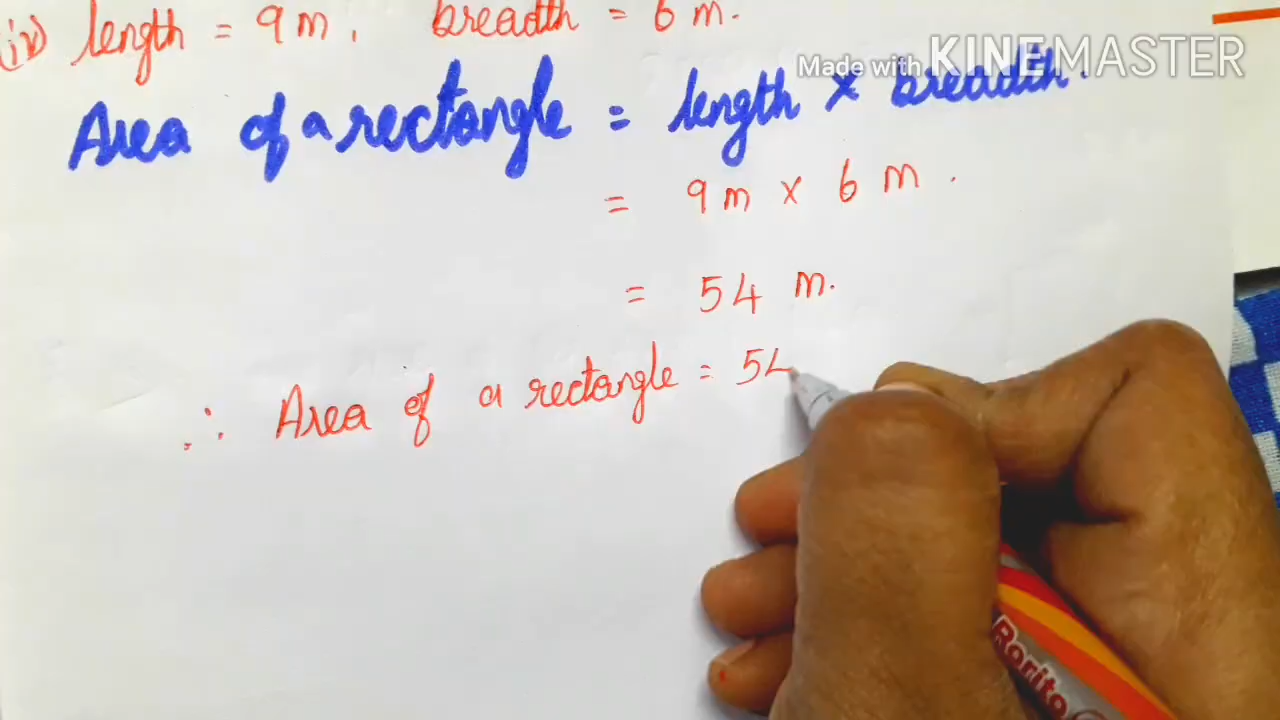 (iv) length = 9 m, breadth = 6 m.
Made with KINEMASTER
Area of a rectangle = length × breadth.
= 9 m × 6 m.
= 54 m.
∴ Area of a rectangle = 54
Rorito